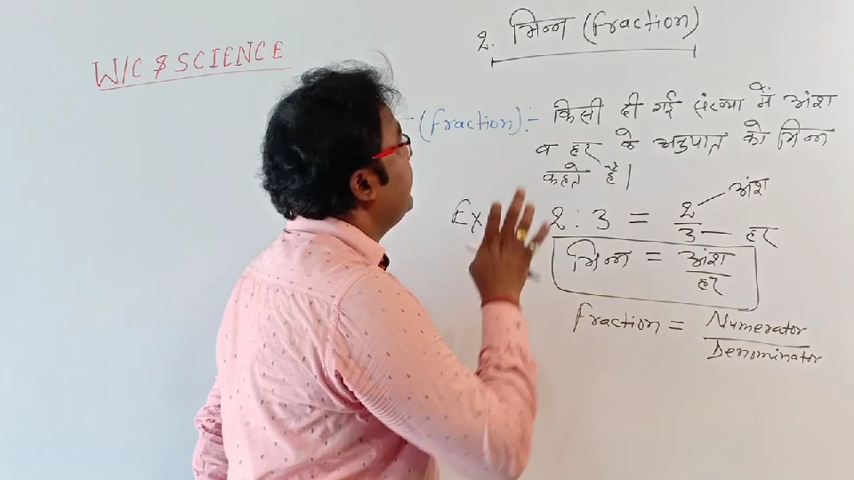 2. भिन्न (fraction)
W/C $ SCIENCE
(fraction):- किसी दी गई संख्या में अंश
व हर के अनुपात को भिन्न
कहते है।
Ex 2:3 = 2/3 अंश हर
भिन्न = अंश/हर
fraction = Numerator/Denominator